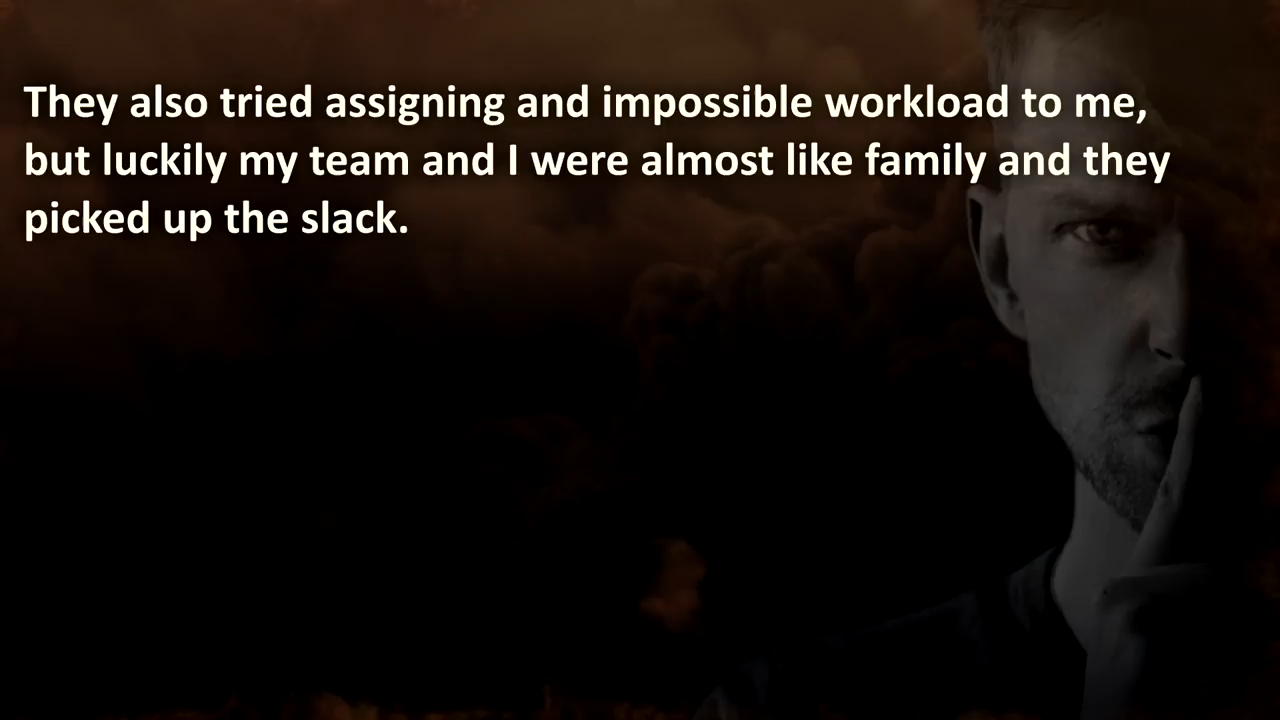 They also tried assigning and impossible workload to me,
but luckily my team and I were almost like family and they
picked up the slack.